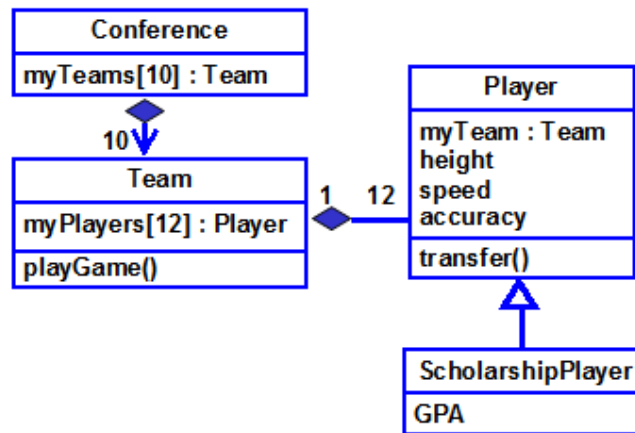 Conference
myTeams[10] : Team
10
Team
myPlayers[12] : Player
playGame()
1
12
Player
myTeam : Team
height
speed
accuracy
transfer()
ScholarshipPlayer
GPA